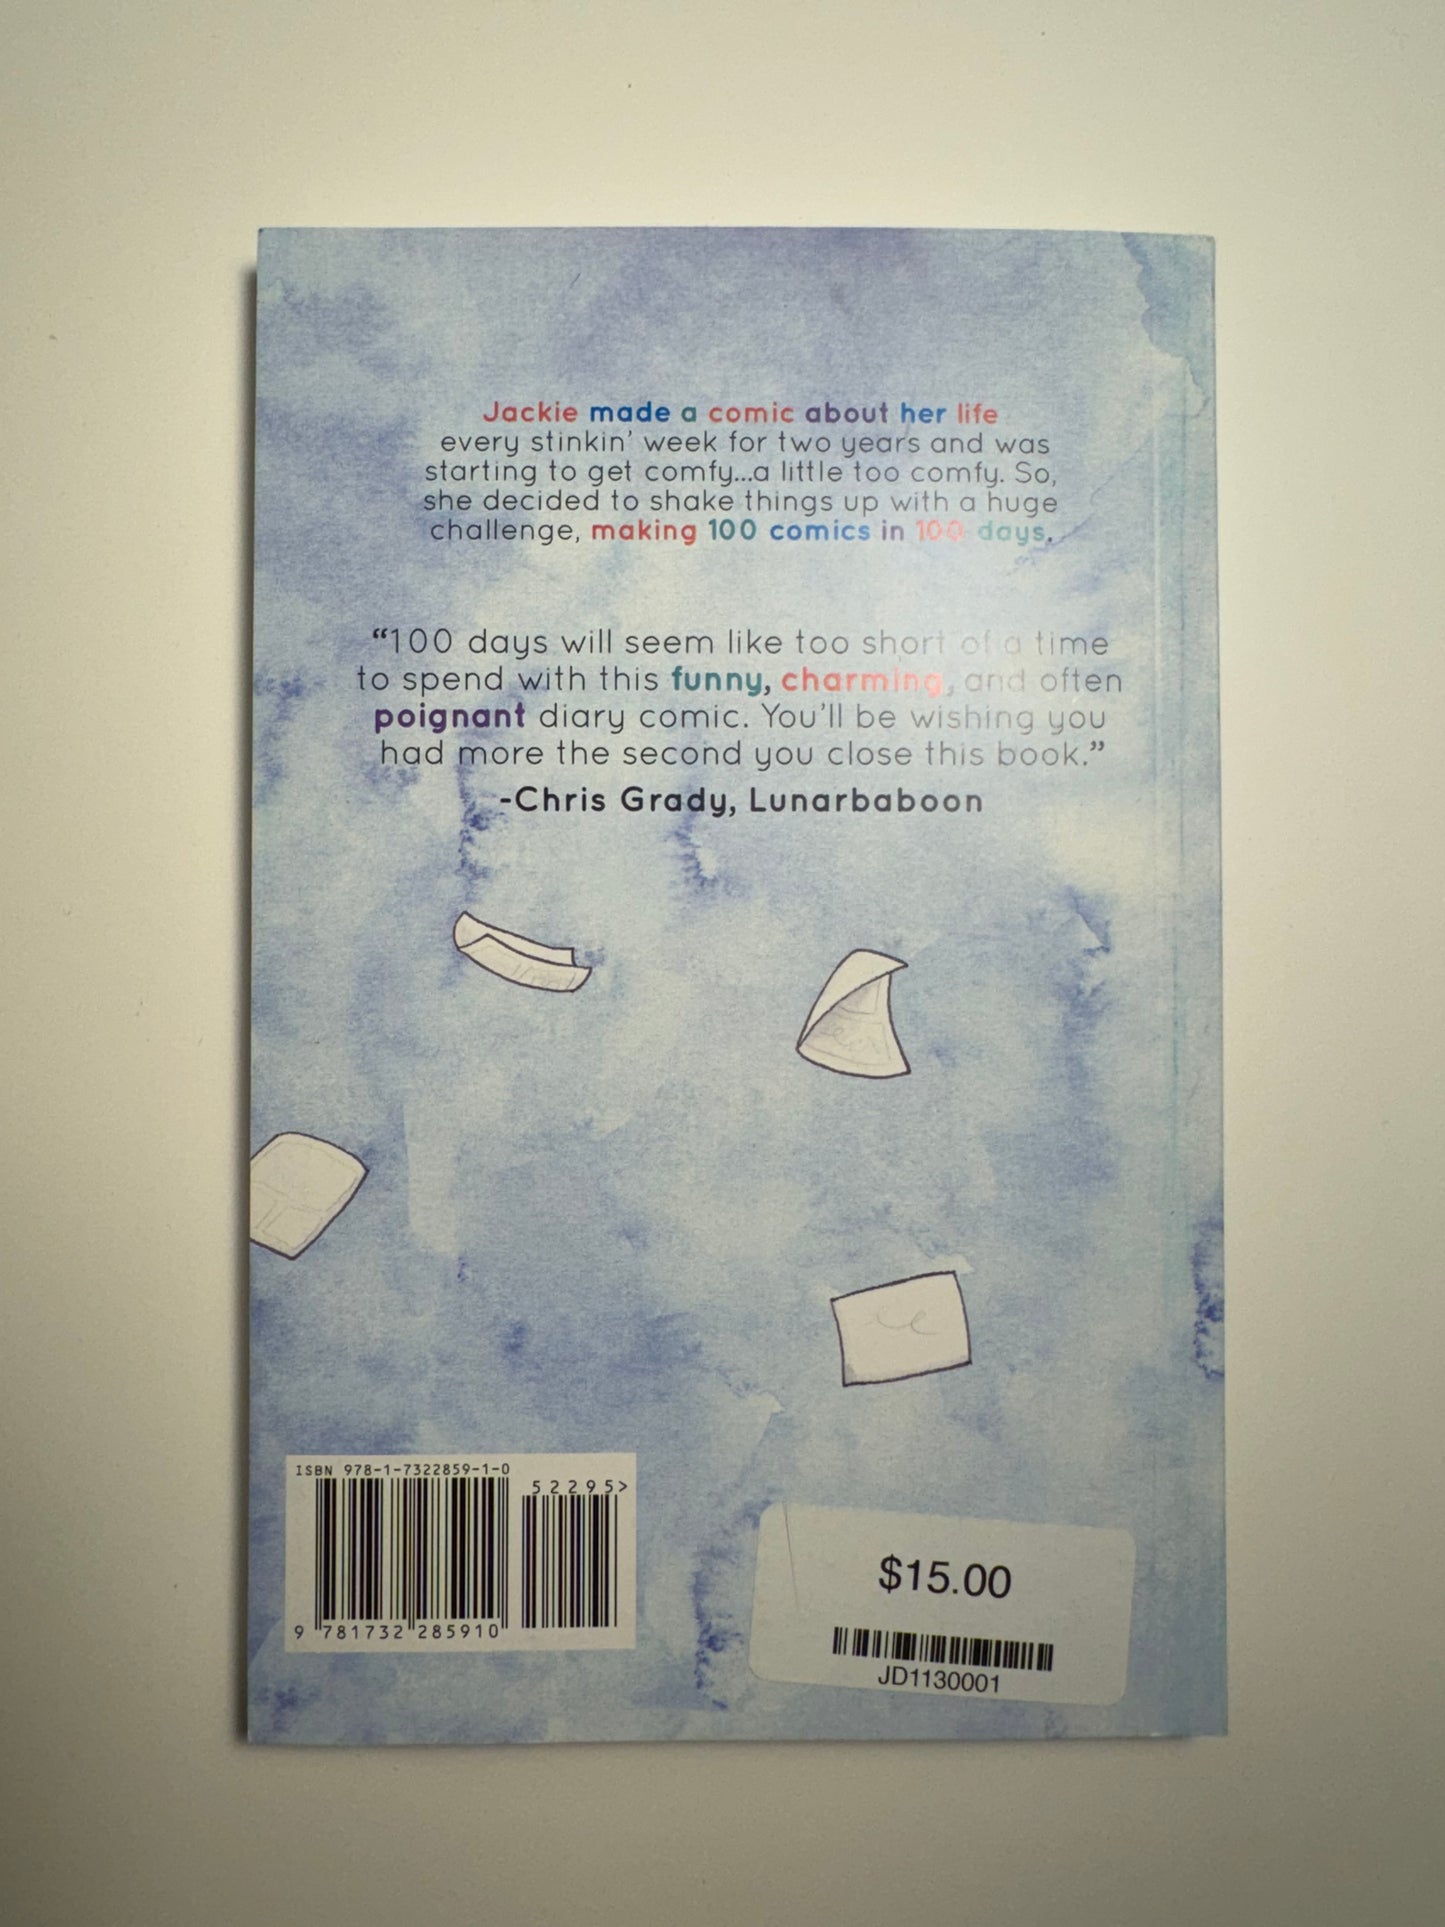 Jackie made a comic about her life
every stinkin' week for two years and was
starting to get comfy...a little too comfy. So,
she decided to shake things up with a huge
challenge, making 100 comics in 100 days.
“100 days will seem like too short of a time
to spend with this funny, charming, and often
poignant diary comic. You'll be wishing you
had more the second you close this book.”
-Chris Grady, Lunarbaboon
ISBN 978-1-7322859-1-0
52295>
9 781732 285910
$15.00
JD1130001